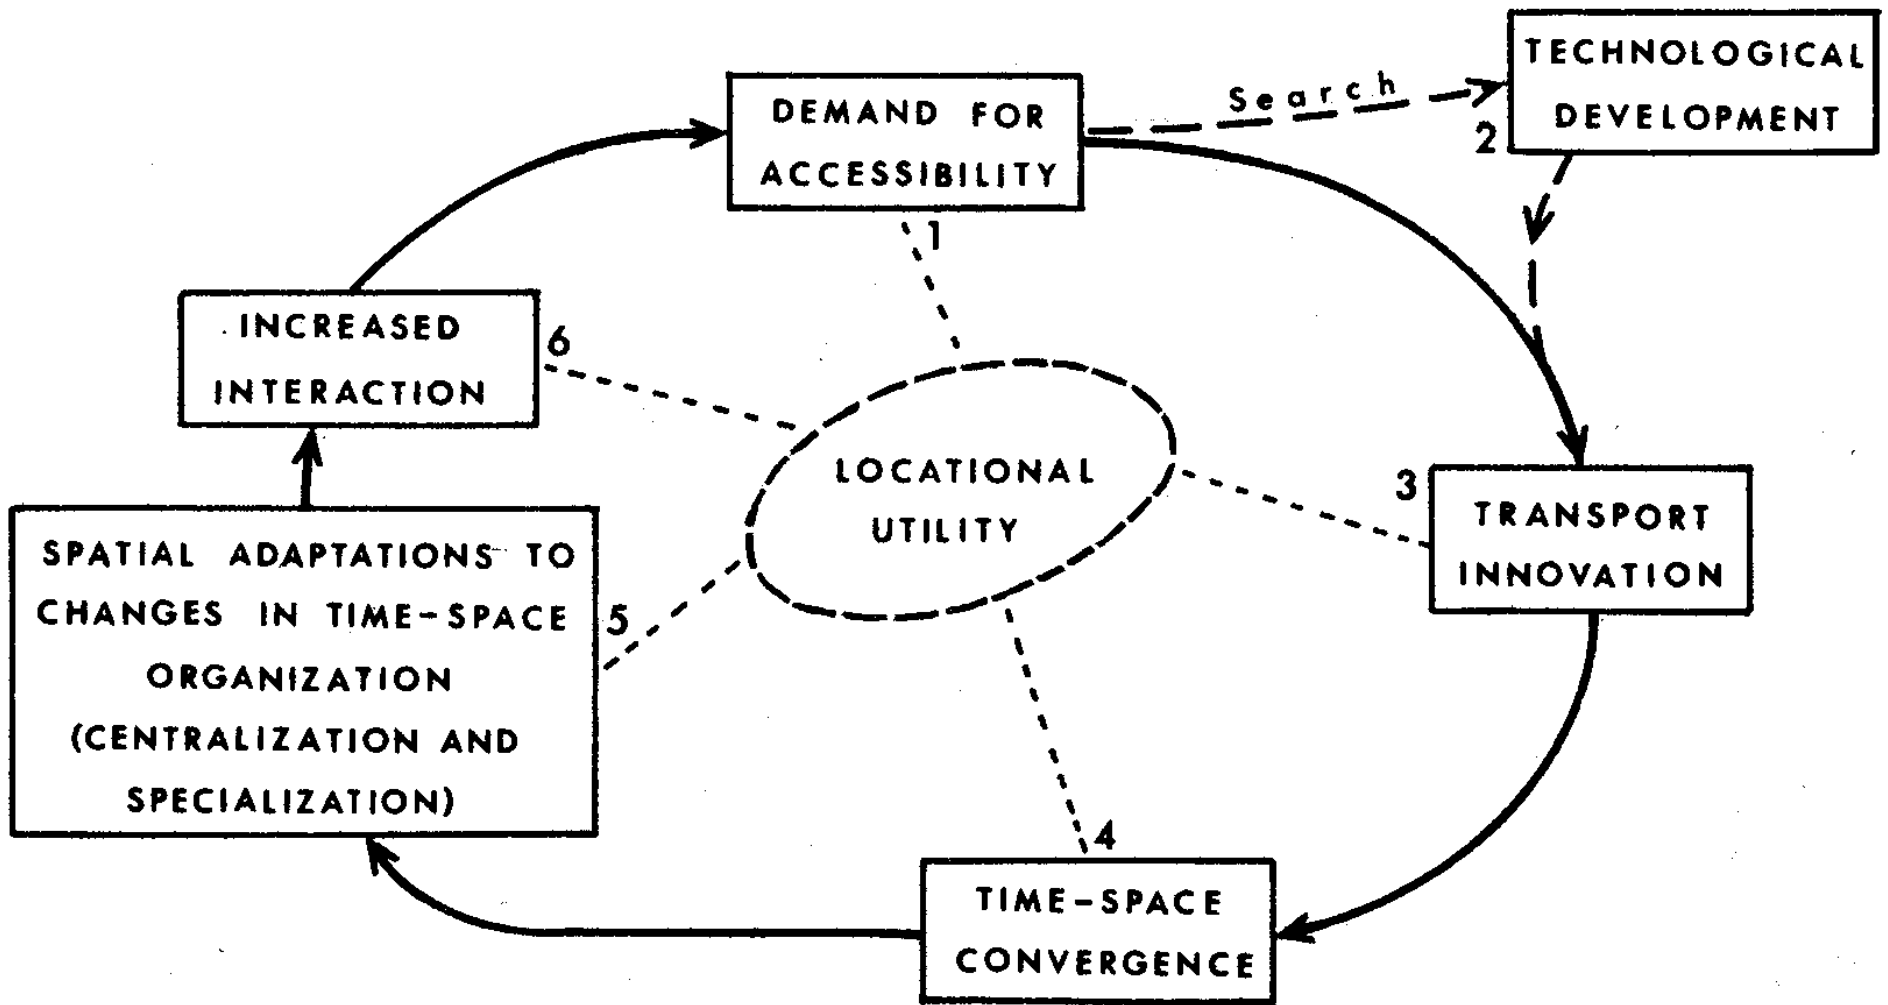 DEMAND FOR
ACCESSIBILITY
1
Search
TECHNOLOGICAL
DEVELOPMENT
2
INCREASED
INTERACTION
6
LOCATIONAL
UTILITY
3
TRANSPORT
INNOVATION
SPATIAL ADAPTATIONS TO
CHANGES IN TIME-SPACE
ORGANIZATION
(CENTRALIZATION AND
SPECIALIZATION)
5
4
TIME-SPACE
CONVERGENCE